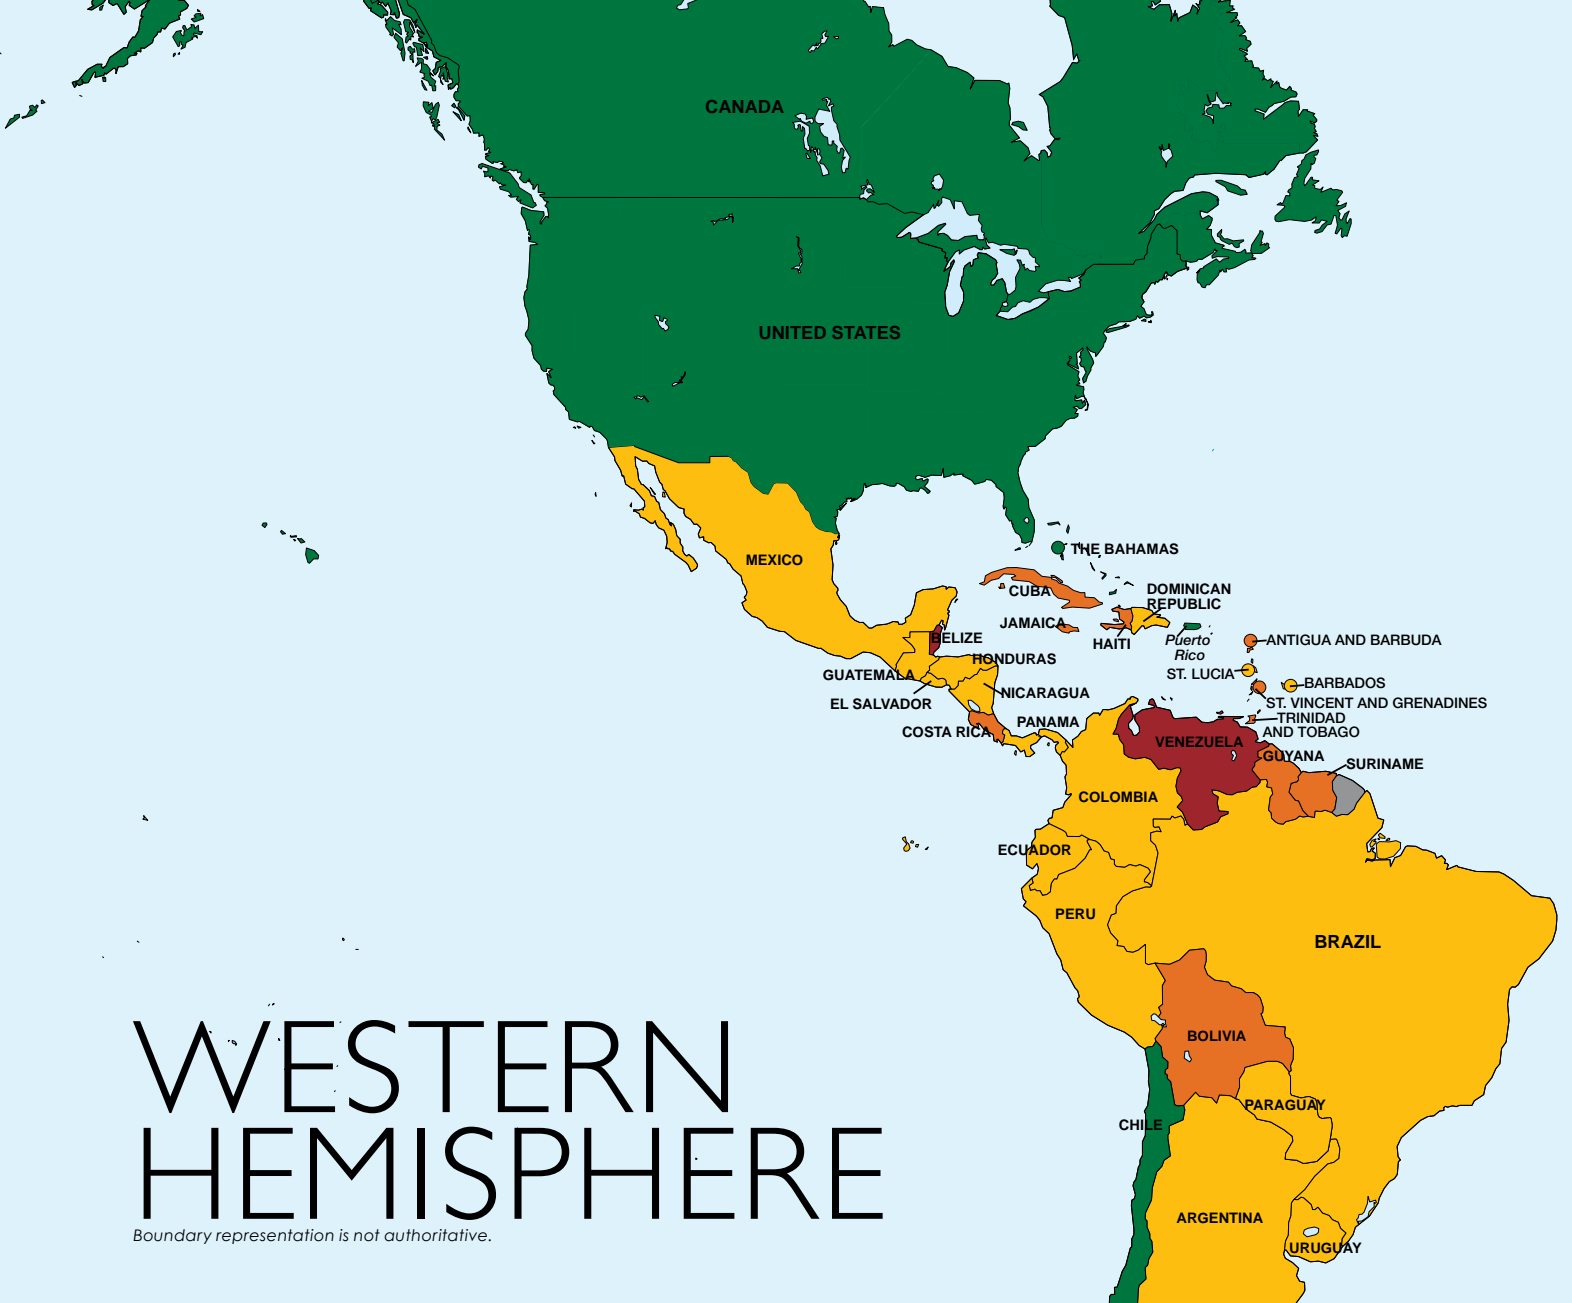 CANADA
UNITED STATES
MEXICO
THE BAHAMAS
CUBA
DOMINICAN
REPUBLIC
JAMAICA
HAITI
Puerto
Rico
BELIZE
ANTIGUA AND BARBUDA
HONDURAS
GUATEMALA
ST. LUCIA
BARBADOS
EL SALVADOR
NICARAGUA
ST. VINCENT AND GRENADINES
COSTA RICA
PANAMA
TRINIDAD
AND TOBAGO
VENEZUELA
GUYANA
SURINAME
COLOMBIA
ECUADOR
PERU
BRAZIL
BOLIVIA
PARAGUAY
CHILE
ARGENTINA
URUGUAY
WESTERN
HEMISPHERE
Boundary representation is not authoritative.